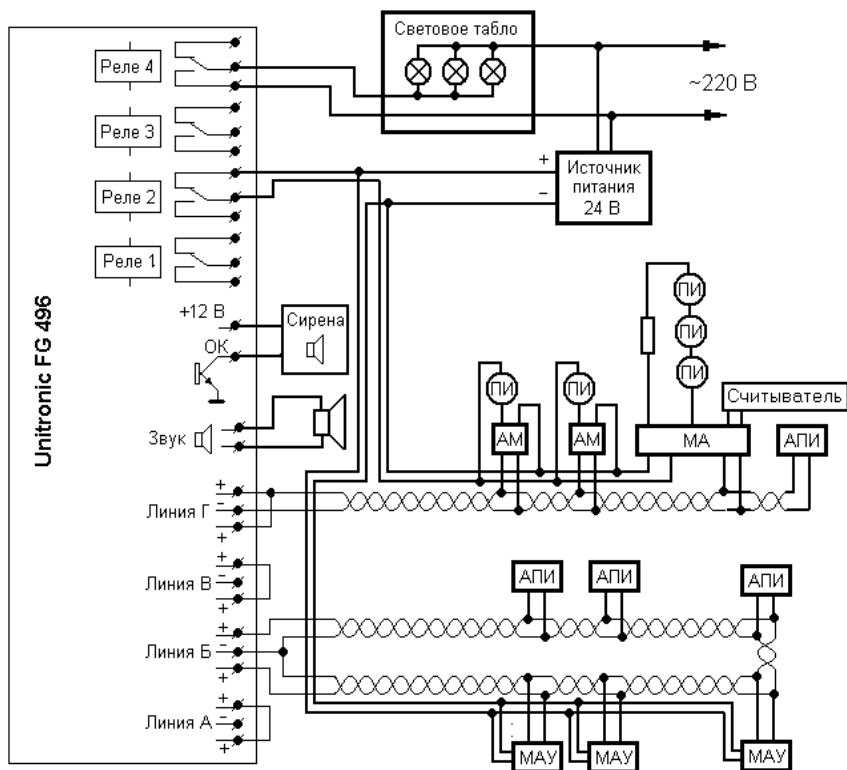 Unitronic FG 496
Световое табло
~220 В
Реле 4
Реле 3
Реле 2
Реле 1
+
−
Источник
питания
24 В
+12 В
ОК
Сирена
Звук
ПИ
ПИ
ПИ
ПИ
ПИ
АМ
АМ
МА
Считыватель
АПИ
+
Линия Г
−
+
+
Линия В
−
+
АПИ
АПИ
АПИ
+
Линия Б
−
+
+
Линия А
−
+
МАУ
МАУ
МАУ